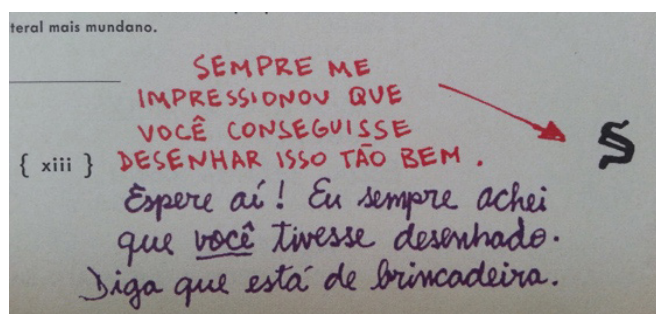 teral mais mundano.
SEMPRE ME
IMPRESSIONOU QUE
VOCÊ CONSEGUISSE
{ xiii } DESENHAR ISSO TÃO BEM.
S
Espere aí! Eu sempre achei
que você tivesse desenhado.
Diga que está de brincadeira.